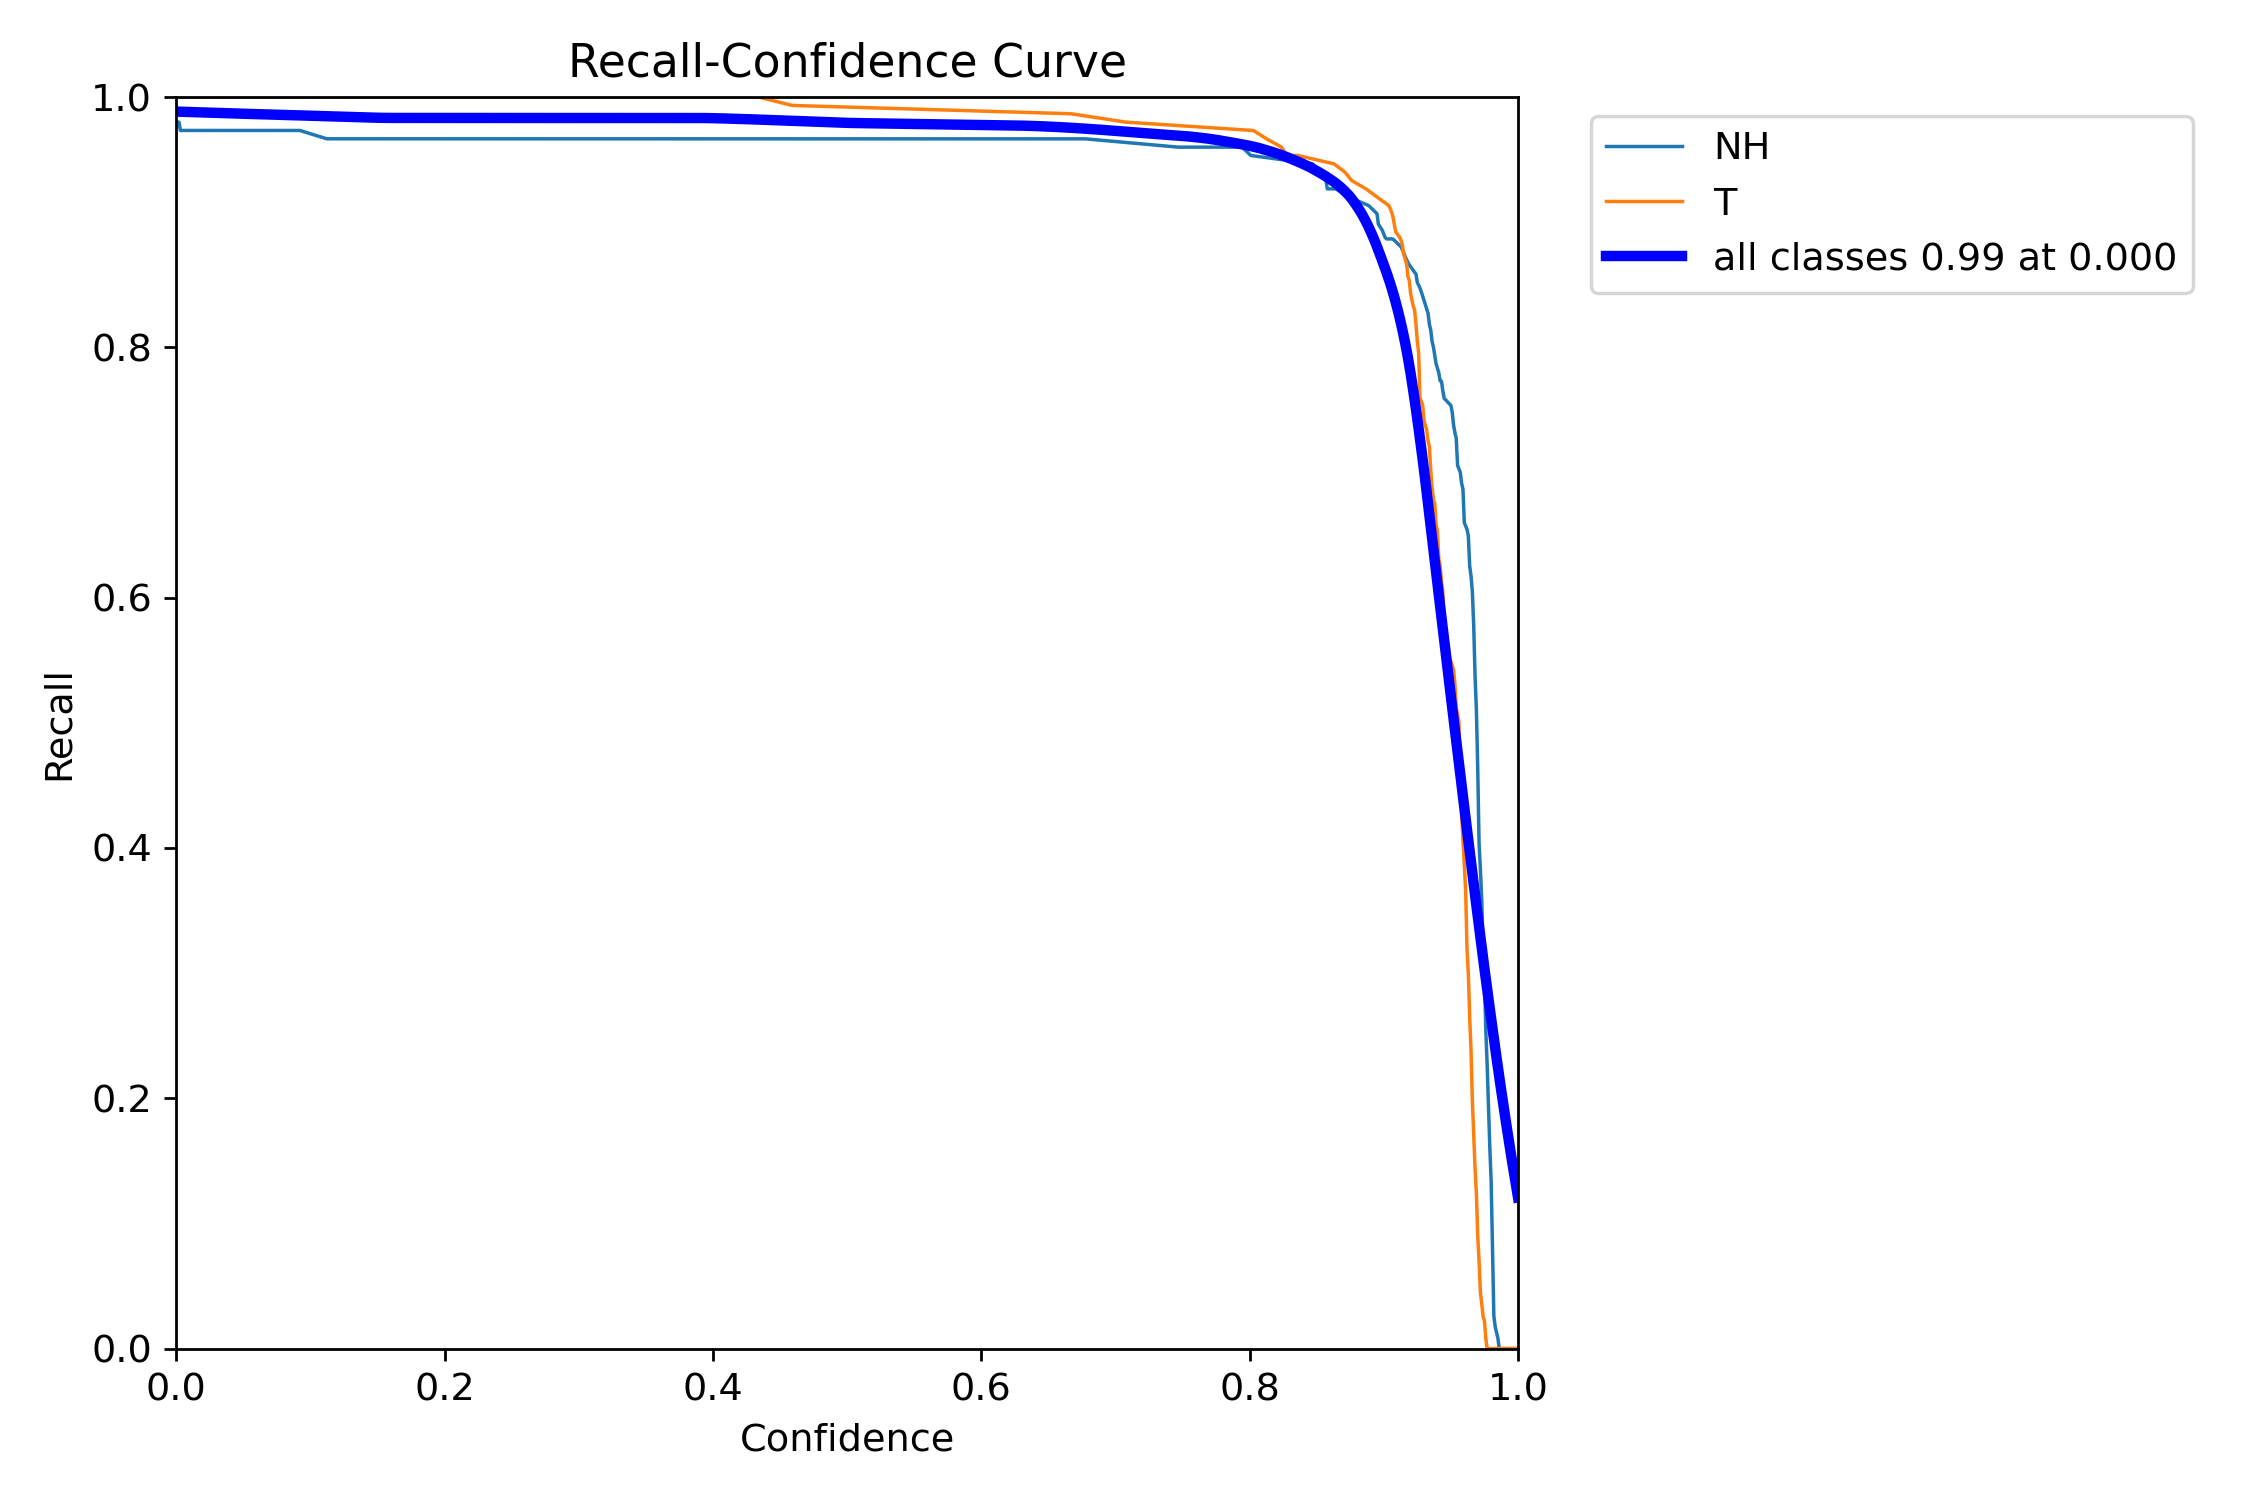 Recall-Confidence Curve
1.0
0.8
0.6
0.4
0.2
0.0
Recall
0.0 0.2 0.4 0.6 0.8 1.0
Confidence
NH
T
all classes 0.99 at 0.000